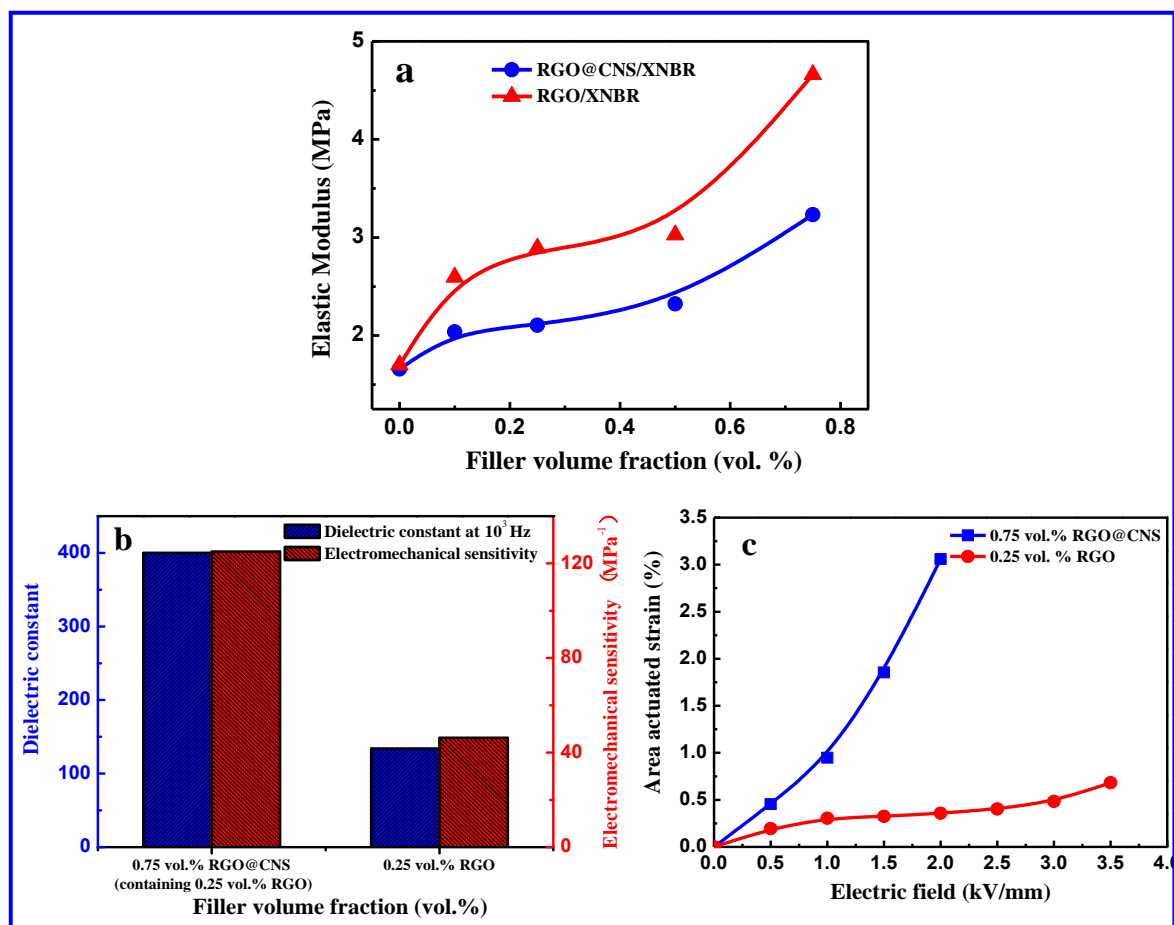 a
RGO@CNS/XNBR
RGO/XNBR
5
4
3
2
Elastic Modulus (MPa)
0.0 0.2 0.4 0.6 0.8
Filler volume fraction (vol. %)
b
Dielectric constant at 10³ Hz
Electromechanical sensitivity
400
350
300
250
200
150
100
50
0
Dielectric constant
120
80
40
0
Electromechanical sensitivity (MPa⁻¹)
0.75 vol.% RGO@CNS
(containing 0.25 vol.% RGO)
0.25 vol.% RGO
Filler volume fraction (vol.%)
c
0.75 vol.% RGO@CNS
0.25 vol. % RGO
3.5
3.0
2.5
2.0
1.5
1.0
0.5
0.0
Area actuated strain (%)
0.0 0.5 1.0 1.5 2.0 2.5 3.0 3.5 4.0
Electric field (kV/mm)